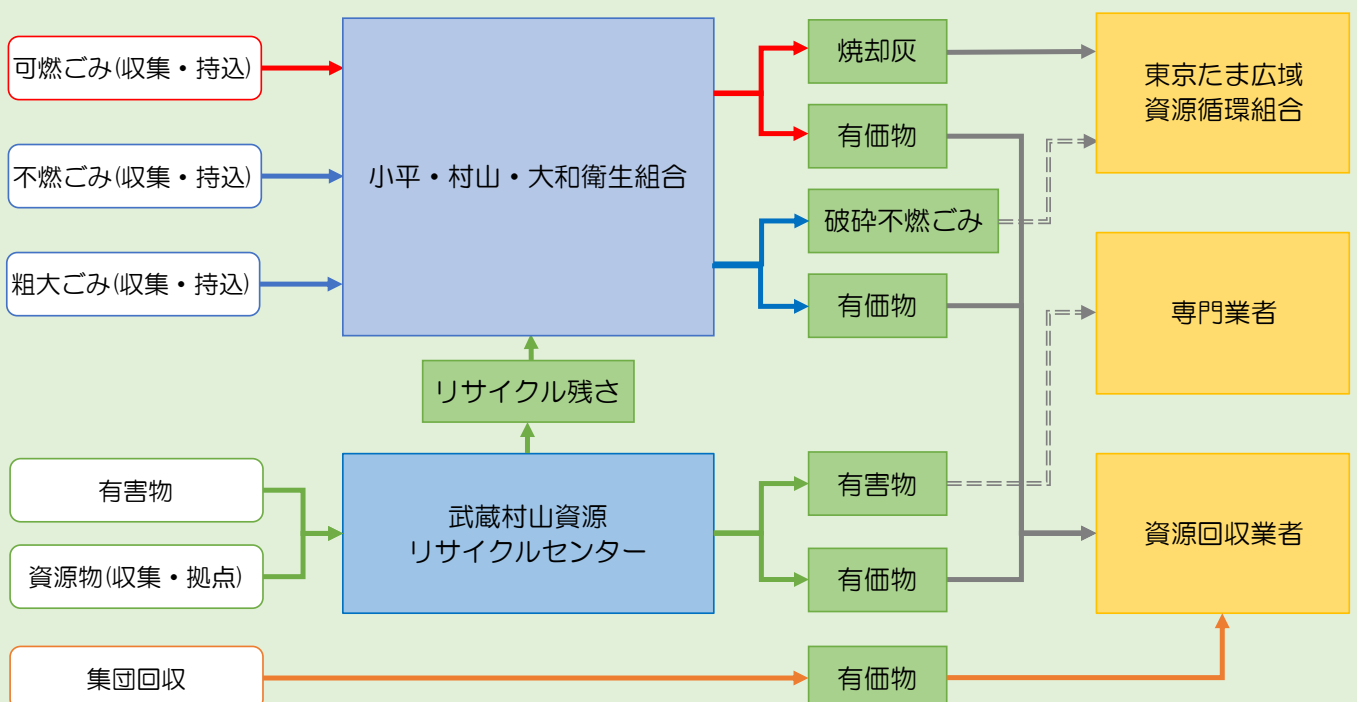 可燃ごみ(収集・持込)
不燃ごみ(収集・持込)
粗大ごみ(収集・持込)
小平・村山・大和衛生組合
焼却灰
有価物
破砕不燃ごみ
有価物
東京たま広域
資源循環組合
専門業者
リサイクル残さ
有害物
資源物(収集・拠点)
武蔵村山資源
リサイクルセンター
有害物
有価物
資源回収業者
集団回収
有価物